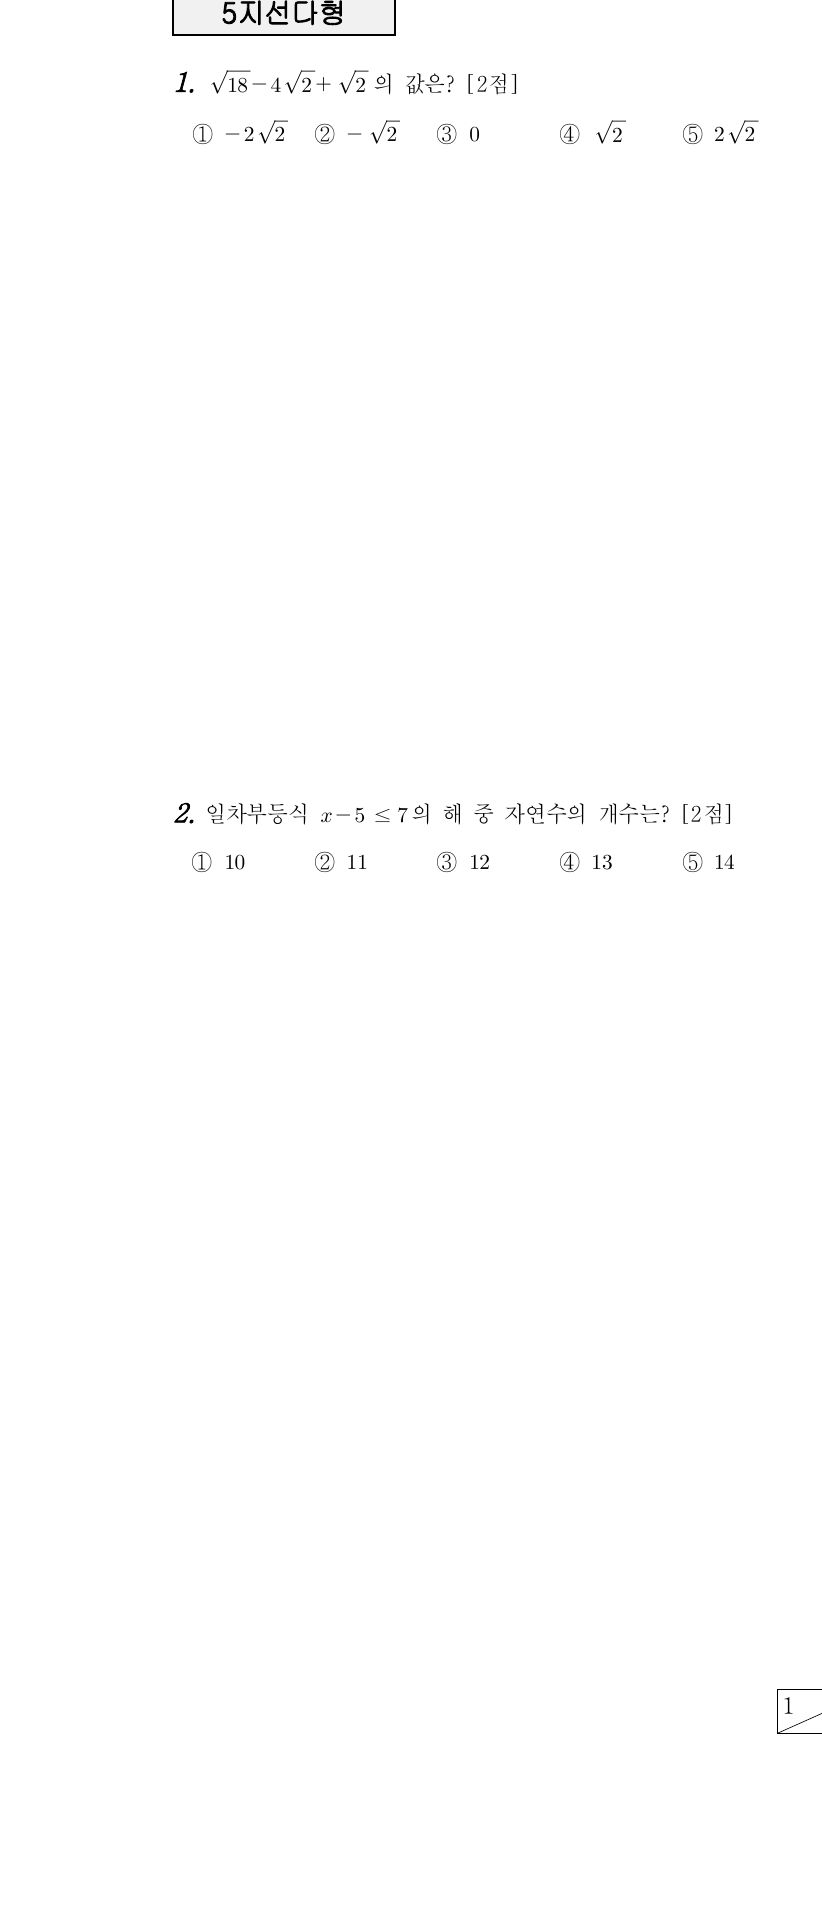 5지선다형
1. √18−4√2+√2 의 값은? [2점]
① −2√2 ② −√2 ③ 0 ④ √2 ⑤ 2√2
2. 일차부등식 x−5 ≤ 7의 해 중 자연수의 개수는? [2점]
① 10 ② 11 ③ 12 ④ 13 ⑤ 14
1